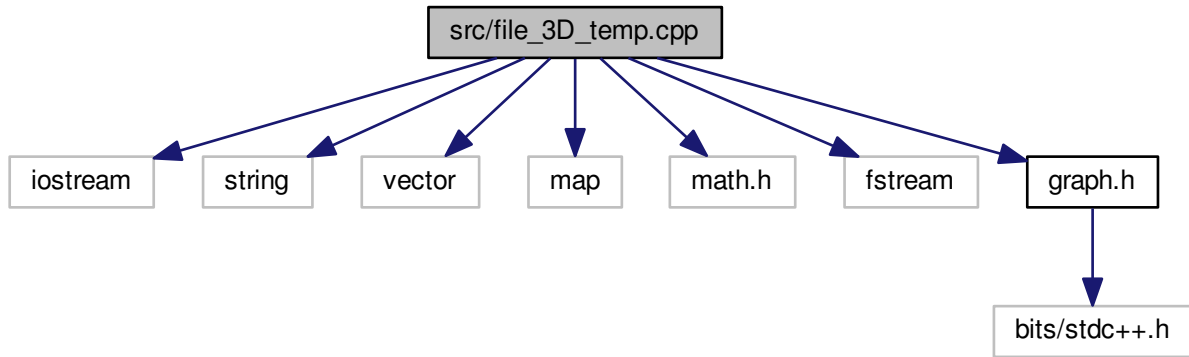 src/file_3D_temp.cpp
iostream
string
vector
map
math.h
fstream
graph.h
bits/stdc++.h